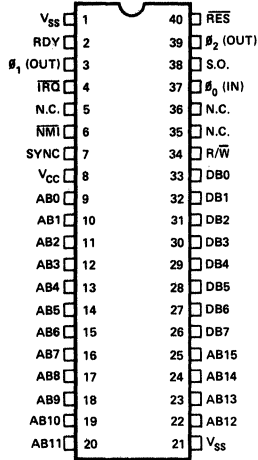 VSS 1 40 RES
RDY 2 39 Ø2 (OUT)
Ø1 (OUT) 3 38 S.O.
IRQ 4 37 Ø0 (IN)
N.C. 5 36 N.C.
NMI 6 35 N.C.
SYNC 7 34 R/W
VCC 8 33 DB0
AB0 9 32 DB1
AB1 10 31 DB2
AB2 11 30 DB3
AB3 12 29 DB4
AB4 13 28 DB5
AB5 14 27 DB6
AB6 15 26 DB7
AB7 16 25 AB15
AB8 17 24 AB14
AB9 18 23 AB13
AB10 19 22 AB12
AB11 20 21 VSS